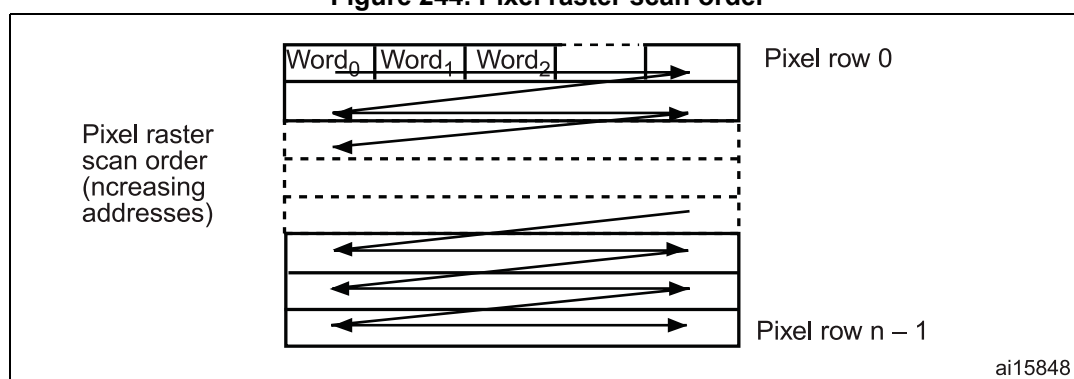 Figure 244. Pixel raster scan order
Word0 Word1 Word2
Pixel row 0
Pixel raster
scan order
(ncreasing
addresses)
Pixel row n – 1
ai15848